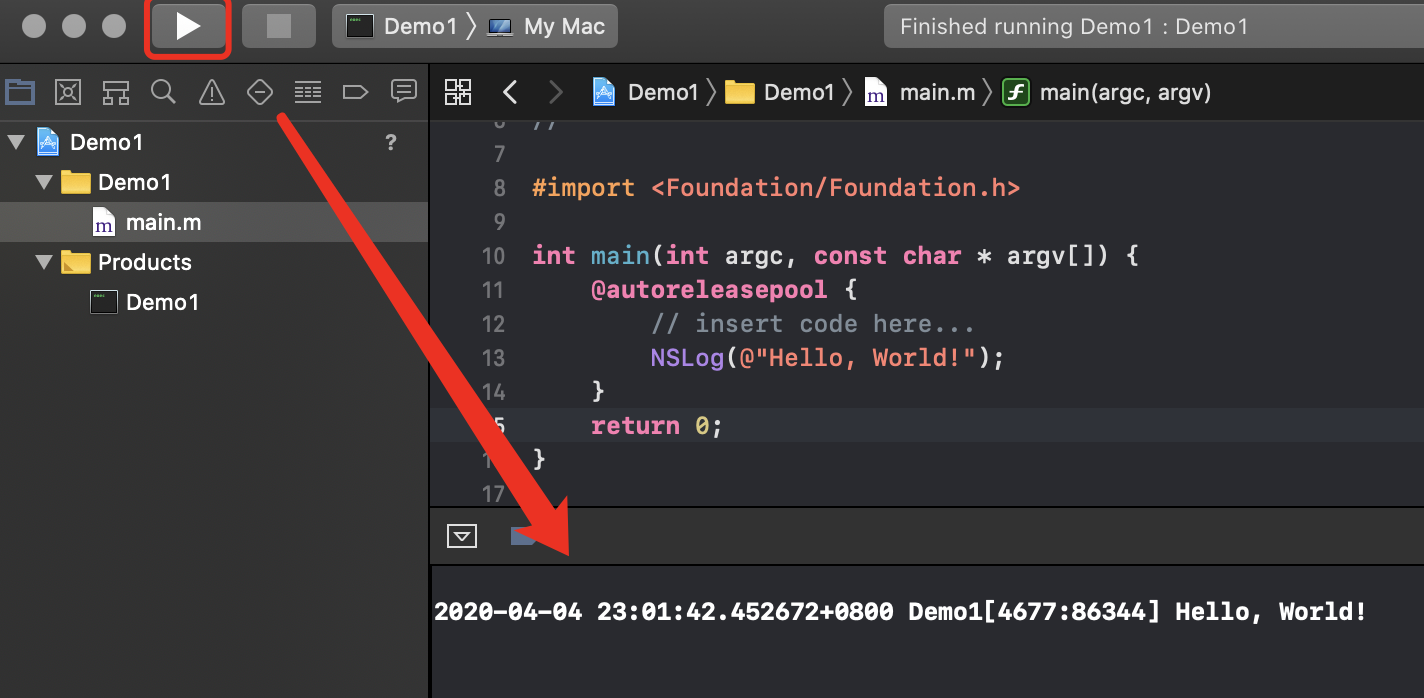 Demo1 〉 My Mac
Finished running Demo1 : Demo1
Demo1 〉 Demo1 〉 main.m 〉 main(argc, argv)
Demo1 ?
Demo1
main.m
Products
Demo1
6 //
7
8 #import <Foundation/Foundation.h>
9
10 int main(int argc, const char * argv[]) {
11 @autoreleasepool {
12 // insert code here...
13 NSLog(@"Hello, World!");
14 }
5 return 0;
1 }
17
2020-04-04 23:01:42.452672+0800 Demo1[4677:86344] Hello, World!